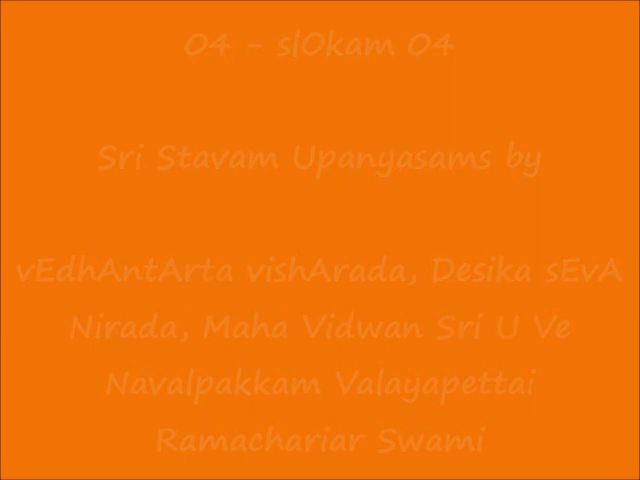 04 - slOkam 04
Sri Stavam Upanyasams by
vEdhAntArta vishArada, Desika sEvA
Nirada, Maha Vidwan Sri U Ve
Navalpakkam Valayapettai
Ramachariar Swami